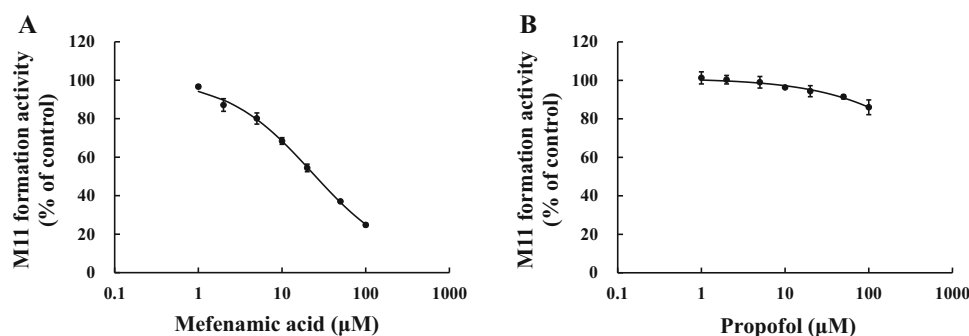 A
M11 formation activity
(% of control)
120
100
80
60
40
20
0
0.1 1 10 100 1000
Mefenamic acid (μM)
B
M11 formation activity
(% of control)
120
100
80
60
40
20
0
0.1 1 10 100 1000
Propofol (μM)